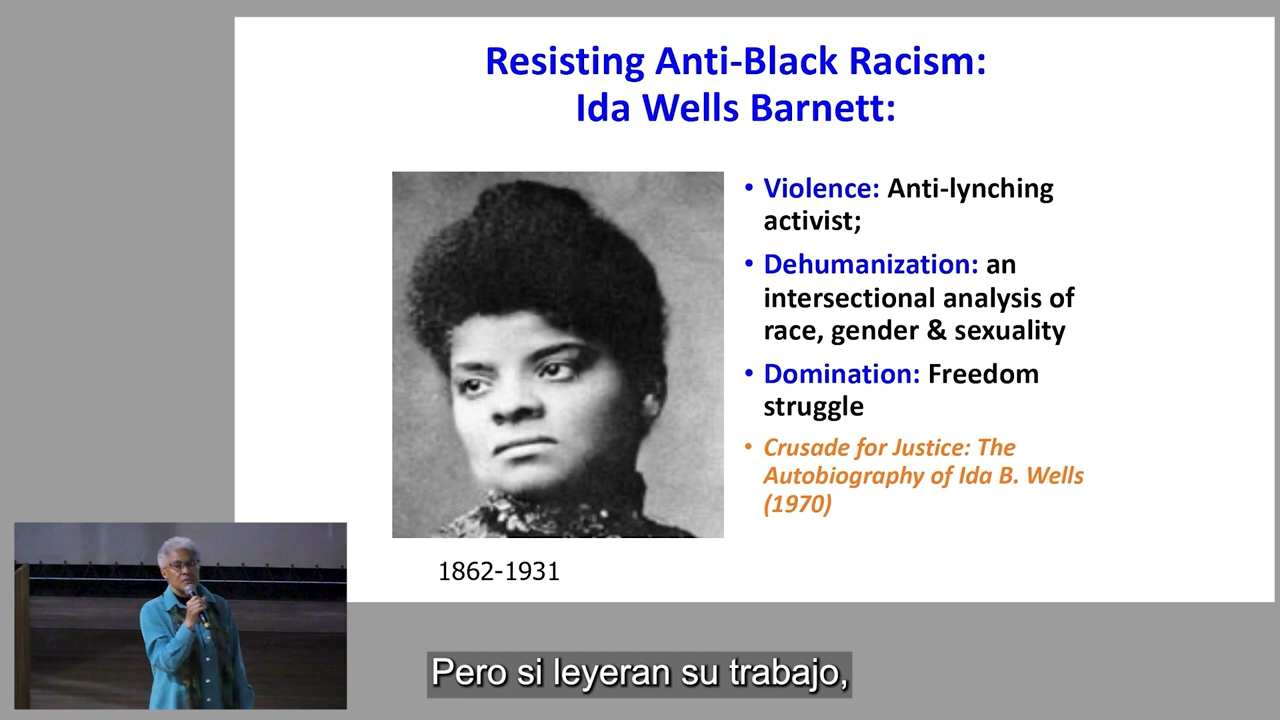 Resisting Anti-Black Racism:
Ida Wells Barnett:
• Violence: Anti-lynching
activist;
• Dehumanization: an
intersectional analysis of
race, gender & sexuality
• Domination: Freedom
struggle
• Crusade for Justice: The
Autobiography of Ida B. Wells
(1970)
1862-1931
Pero si leyeran su trabajo,